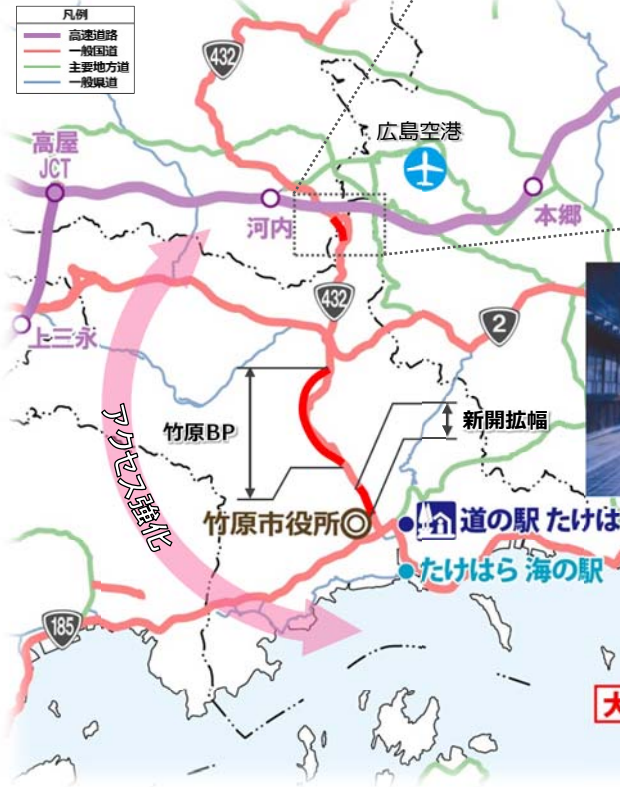 凡例
高速道路
一般国道
主要地方道
一般県道
432
広島空港
高屋
JCT
河内
本郷
432
2
上三永
竹原BP
新開拡幅
アクセス強化
竹原市役所
道の駅 たけは
たけはら 海の駅
185
大